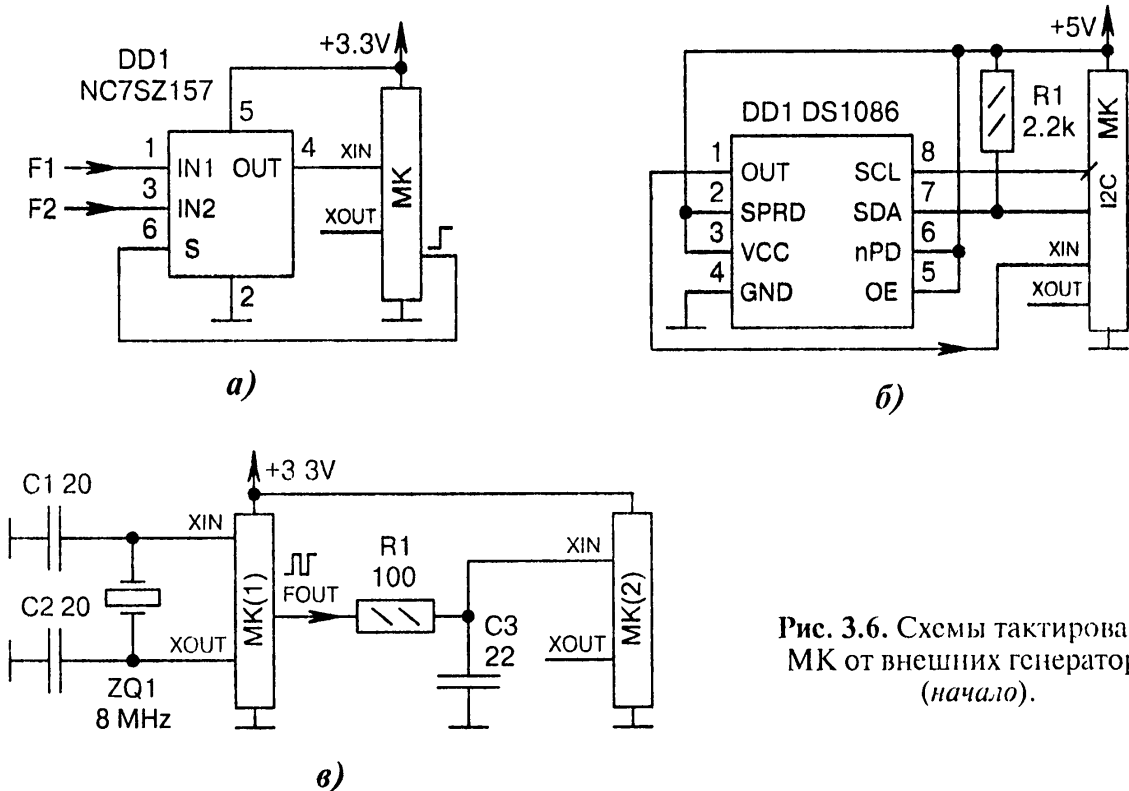 +3.3V
DD1
NC7SZ157
5
1
4
XIN
F1
IN1
OUT
3
F2
IN2
6
XOUT
МК
S
2
а)
+5V
R1
2.2k
МК
DD1 DS1086
1
8
OUT
SCL
2
7
SPRD
SDA
I2C
3
6
VCC
nPD
XIN
4
5
GND
OE
XOUT
б)
+3 3V
C1 20
XIN
R1
100
XIN
МК(1)
FOUT
МК(2)
C2 20
C3
22
XOUT
XOUT
ZQ1
8 MHz
в)
Рис. 3.6. Схемы тактирова
МК от внешних генератор
(начало).